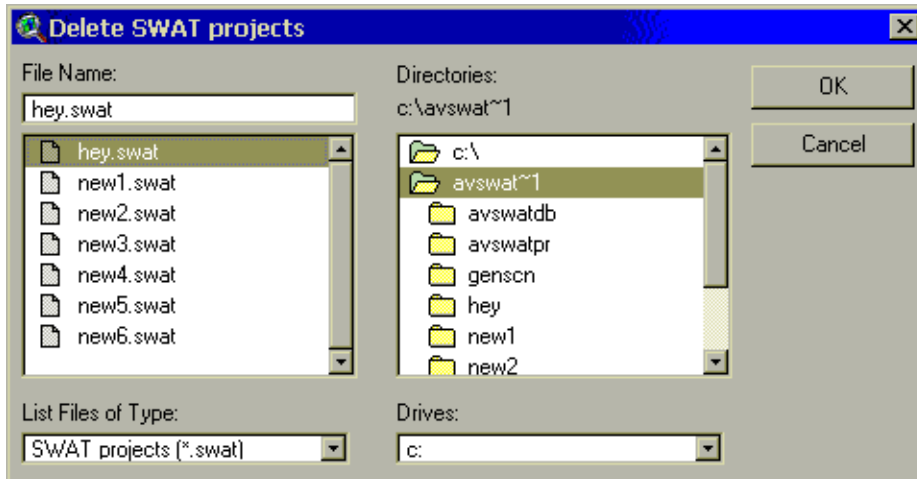 Delete SWAT projects
File Name:
hey.swat
hey.swat
new1.swat
new2.swat
new3.swat
new4.swat
new5.swat
new6.swat
List Files of Type:
SWAT projects (*.swat)
Directories:
c:\avswat~1
c:\
avswat~1
avswatdb
avswatpr
genscn
hey
new1
new2
Drives:
c:
OK
Cancel